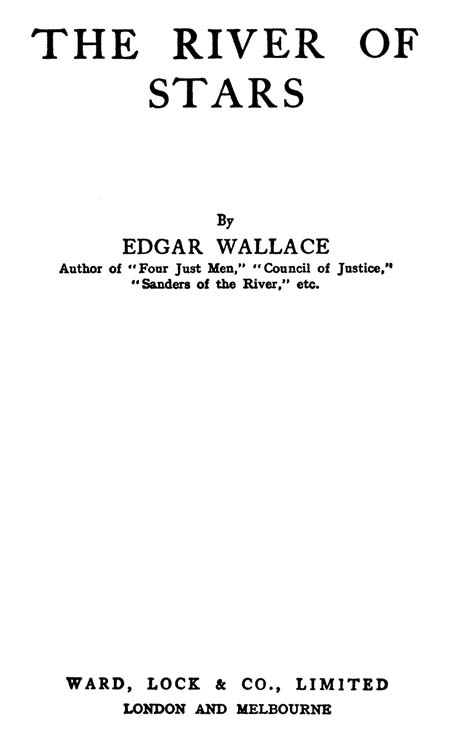 THE RIVER OF
STARS
By
EDGAR WALLACE
Author of "Four Just Men," "Council of Justice,"
"Sanders of the River," etc.
WARD, LOCK & CO., LIMITED
LONDON AND MELBOURNE